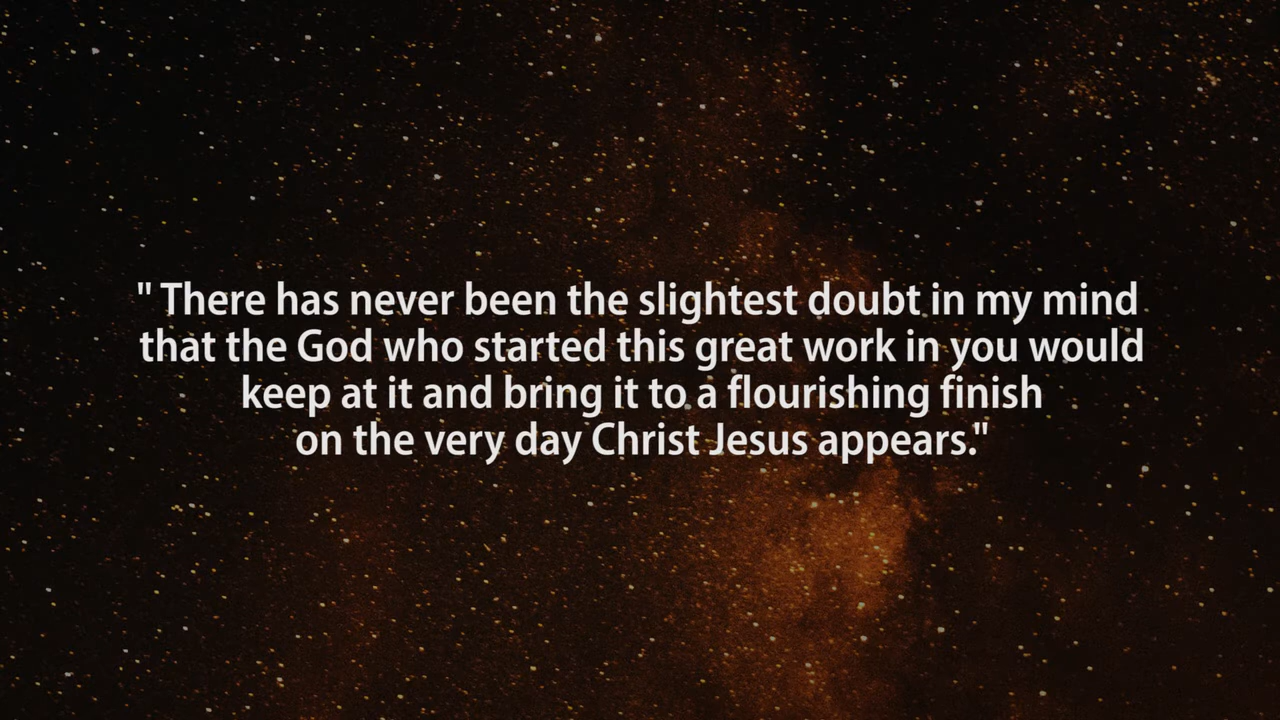 " There has never been the slightest doubt in my mind
that the God who started this great work in you would
keep at it and bring it to a flourishing finish
on the very day Christ Jesus appears."